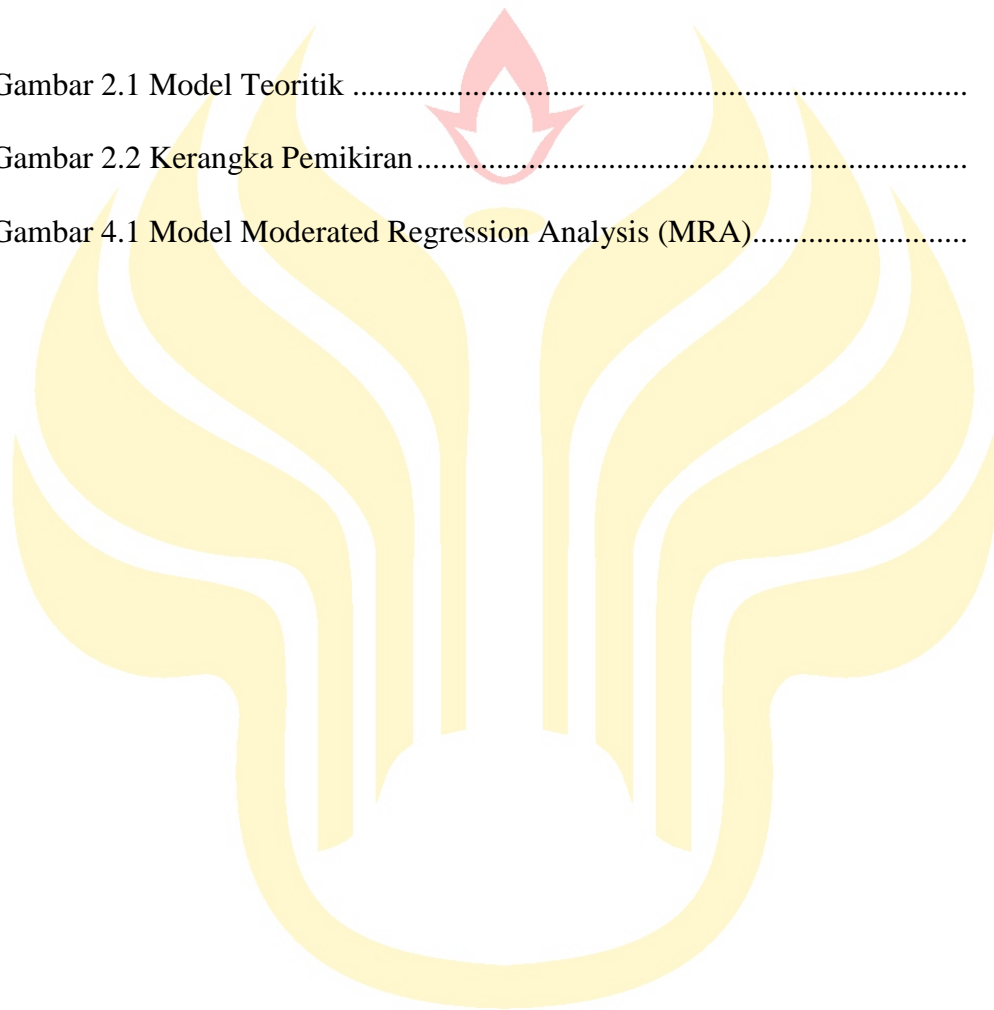 Gambar 2.1 Model Teoritik .............................................................................
Gambar 2.2 Kerangka Pemikiran.....................................................................
Gambar 4.1 Model Moderated Regression Analysis (MRA)...........................